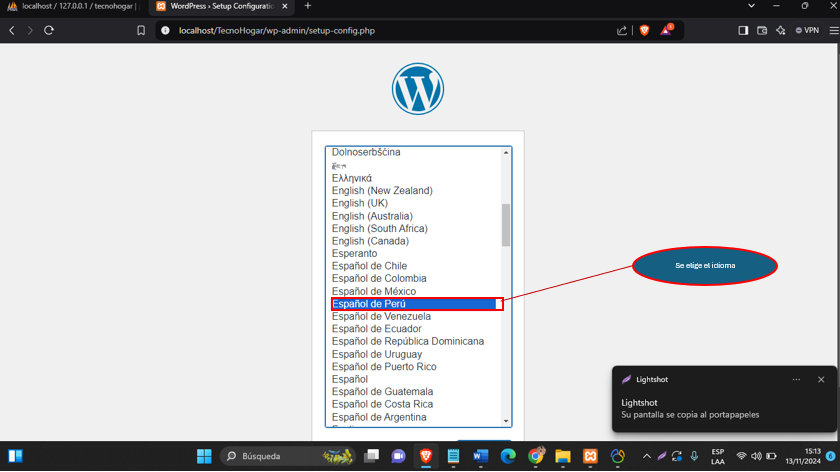 localhost / 127.0.0.1 / tecnohogar |
WordPress › Setup Configuratio
localhost/TecnoHogar/wp-admin/setup-config.php
VPN
Dolnoserbšćina
Ελληνικά
English (New Zealand)
English (UK)
English (Australia)
English (South Africa)
English (Canada)
Esperanto
Español de Chile
Español de Colombia
Español de México
Español de Perú
Español de Venezuela
Español de Ecuador
Español de República Dominicana
Español de Uruguay
Español de Puerto Rico
Español
Español de Guatemala
Español de Costa Rica
Español de Argentina
Se elige el idioma
Lightshot
Lightshot
Su pantalla se copia al portapapeles
Búsqueda
ESP
LAA
15:13
13/11/2024